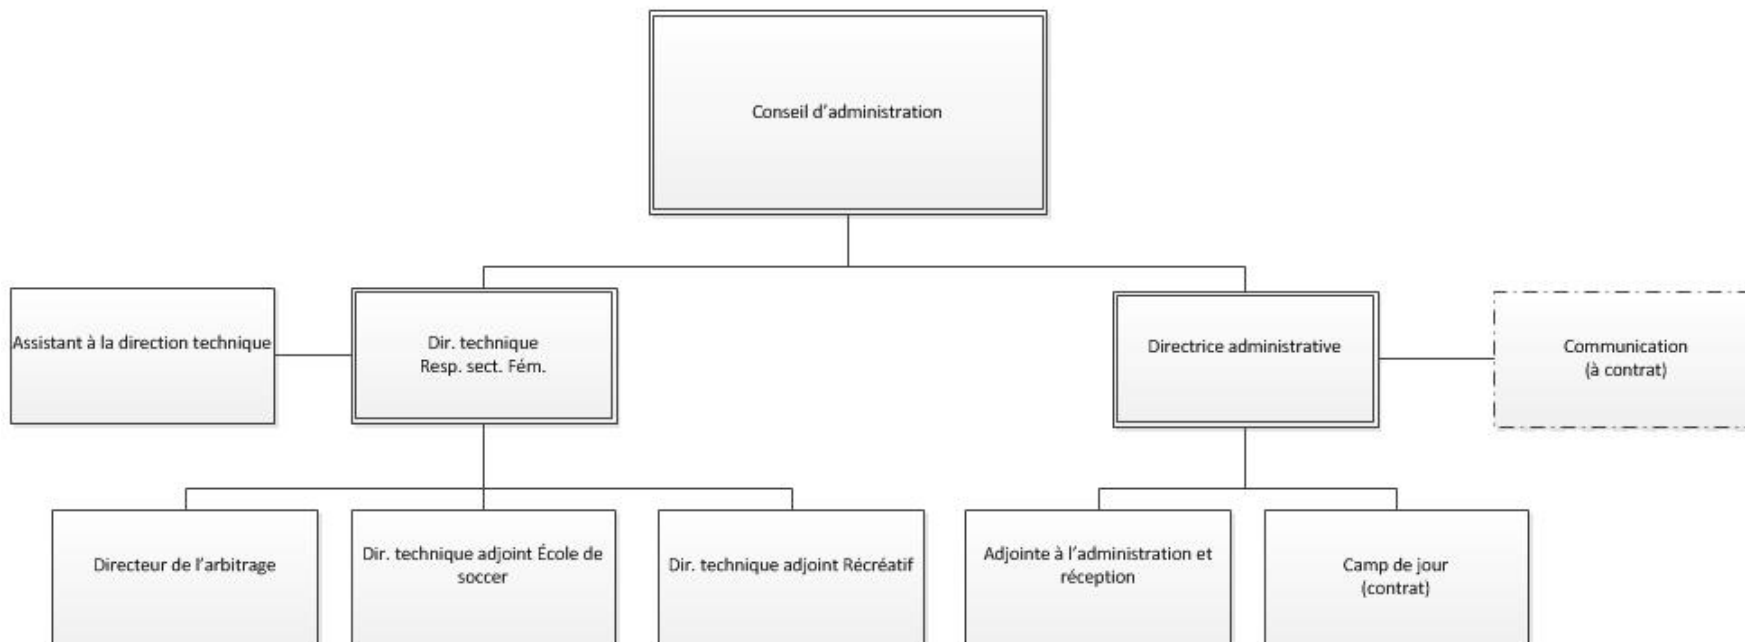 Conseil d'administration
Assistant à la direction technique
Dir. technique
Resp. sect. Fém.
Directrice administrative
Communication
(à contrat)
Directeur de l'arbitrage
Dir. technique adjoint École de
soccer
Dir. technique adjoint Récréatif
Adjointe à l'administration et
réception
Camp de jour
(contrat)